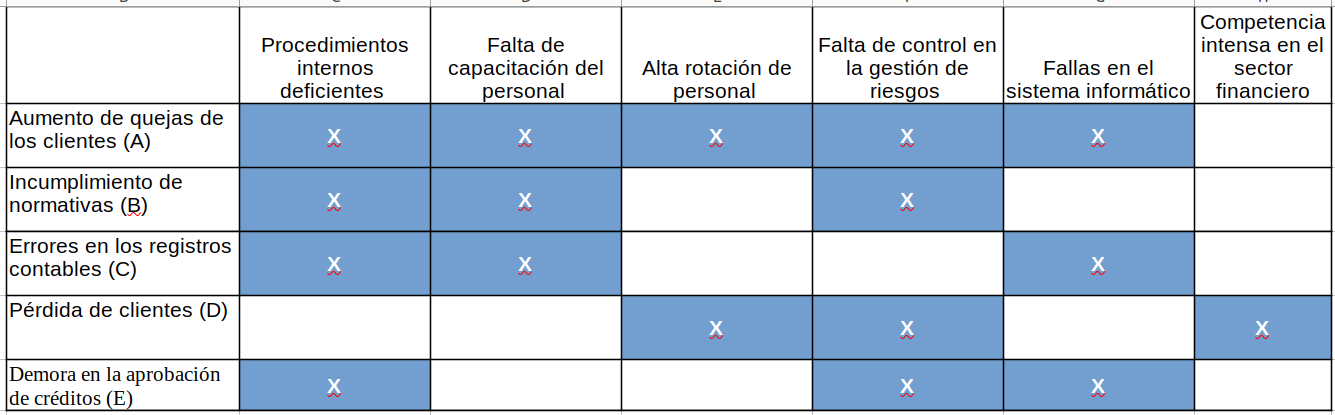 Procedimientos
internos
deficientes
Falta de
capacitación del
personal
Alta rotación de
personal
Falta de control en
la gestión de
riesgos
Fallas en el
sistema informático
Competencia
intensa en el
sector
financiero
Aumento de quejas de
los clientes (A)
X X X X X
Incumplimiento de
normativas (B)
X X X
Errores en los registros
contables (C)
X X X
Pérdida de clientes (D)
X X X
Demora en la aprobación
de créditos (E)
X X X